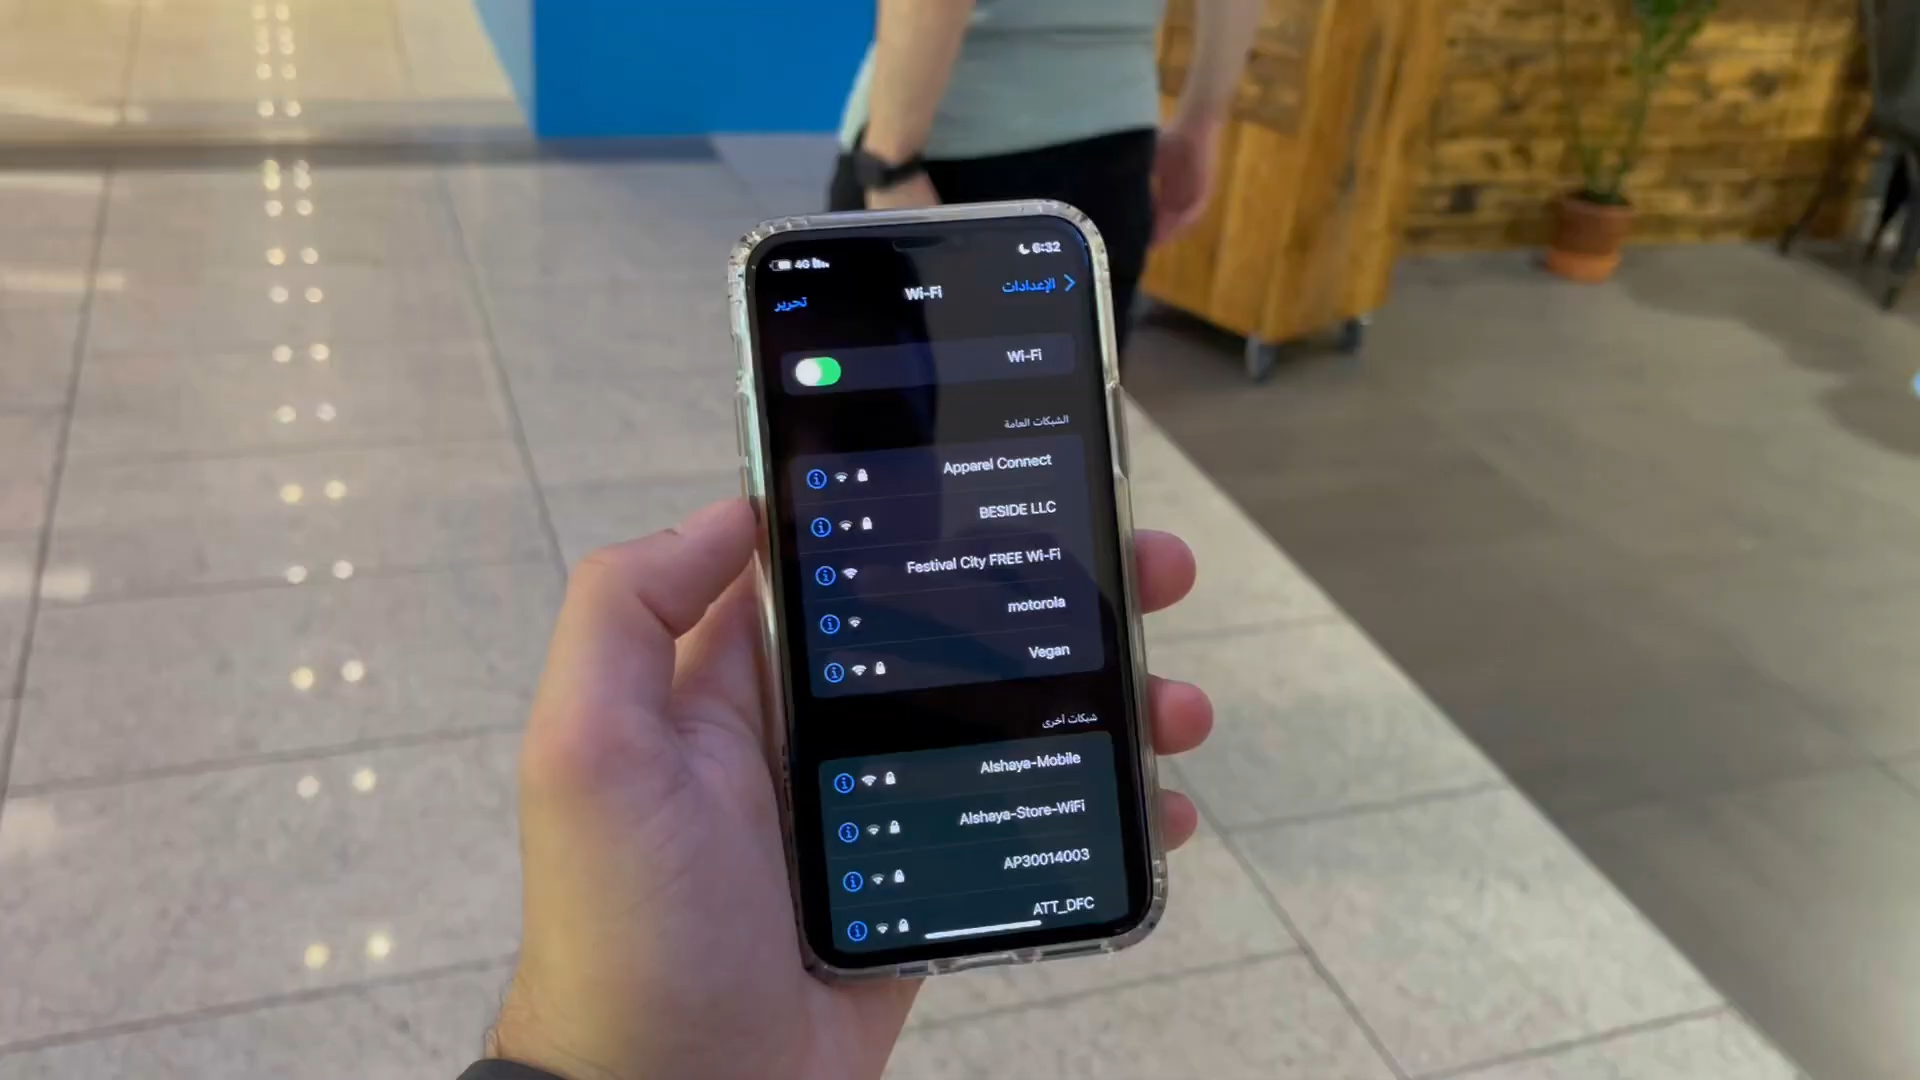 4G 6:32
الإعدادات Wi-Fi تحرير
Wi-Fi
الشبكات العامة
Apparel Connect
BESIDE LLC
Festival City FREE Wi-Fi
motorola
Vegan
شبكات أخرى
Alshaya-Mobile
Alshaya-Store-WiFi
AP30014003
ATT_DFC